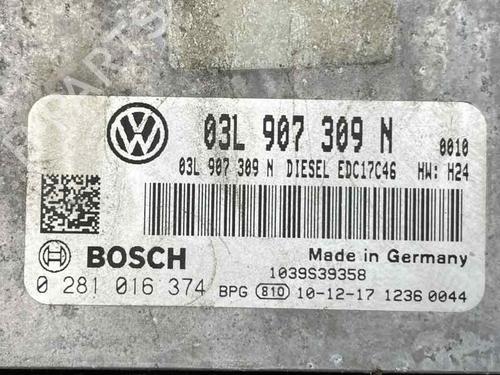 03L 907 309 N 0010
03L 907 309 N DIESEL EDC17C46 HW: H24
BOSCH Made in Germany
1039S39358
0 281 016 374 BPG 810 10-12-17 1236 0044